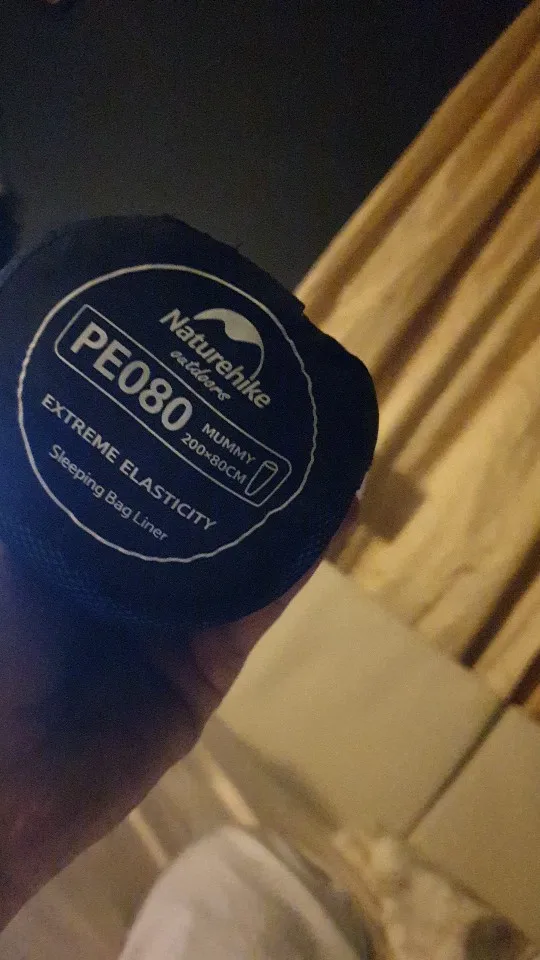 Naturehike
outdoors
PE080
MUMMY
200×80CM
EXTREME ELASTICITY
Sleeping Bag Liner